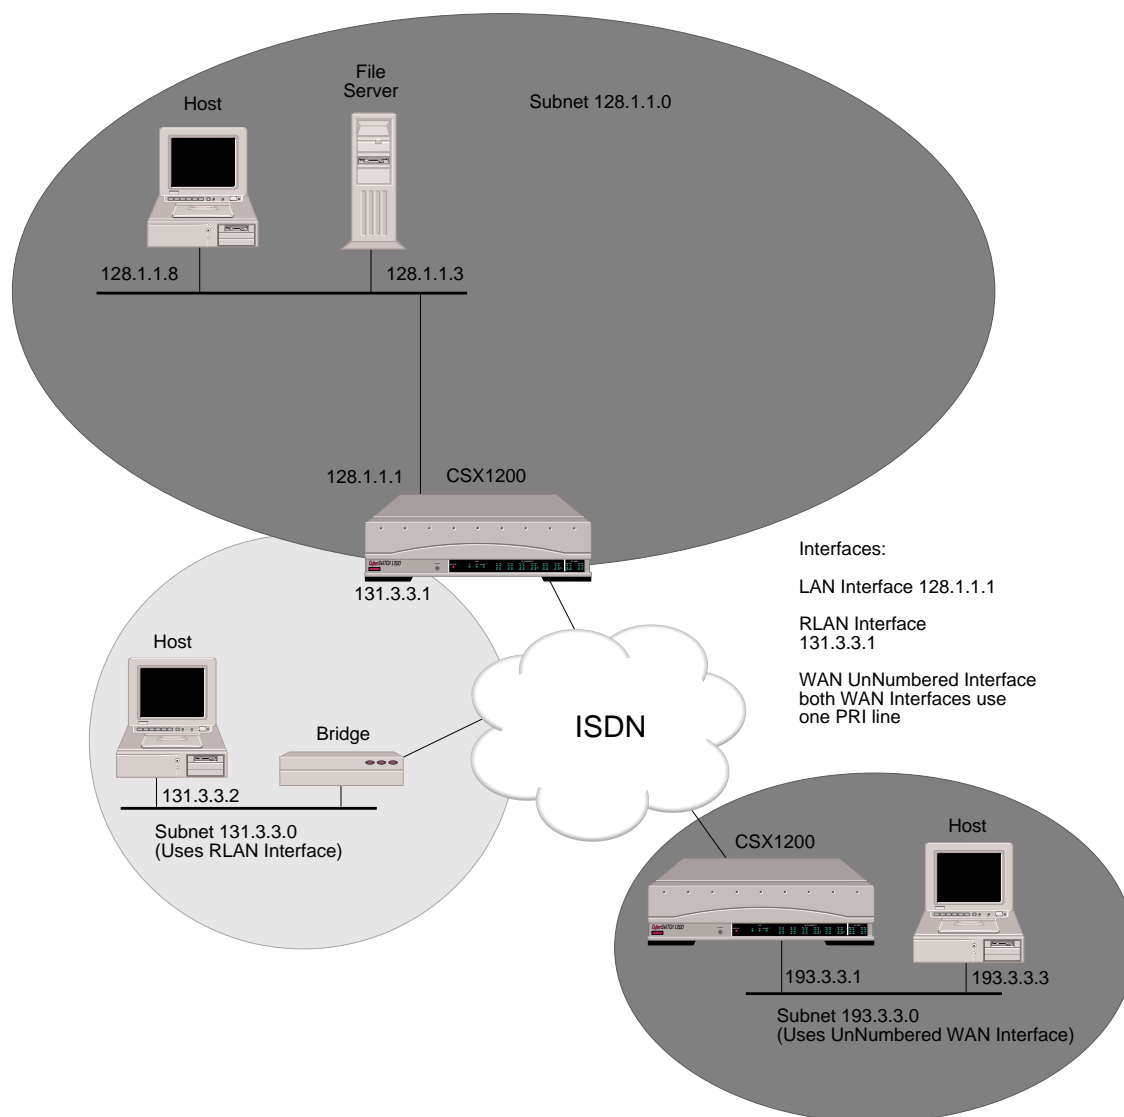 File
Server
Host
Subnet 128.1.1.0
128.1.1.8
128.1.1.3
128.1.1.1
CSX1200
131.3.3.1
Interfaces:
LAN Interface 128.1.1.1
RLAN Interface
131.3.3.1
WAN UnNumbered Interface
both WAN Interfaces use
one PRI line
Host
Bridge
ISDN
131.3.3.2
Subnet 131.3.3.0
(Uses RLAN Interface)
CSX1200
Host
193.3.3.1
193.3.3.3
Subnet 193.3.3.0
(Uses UnNumbered WAN Interface)